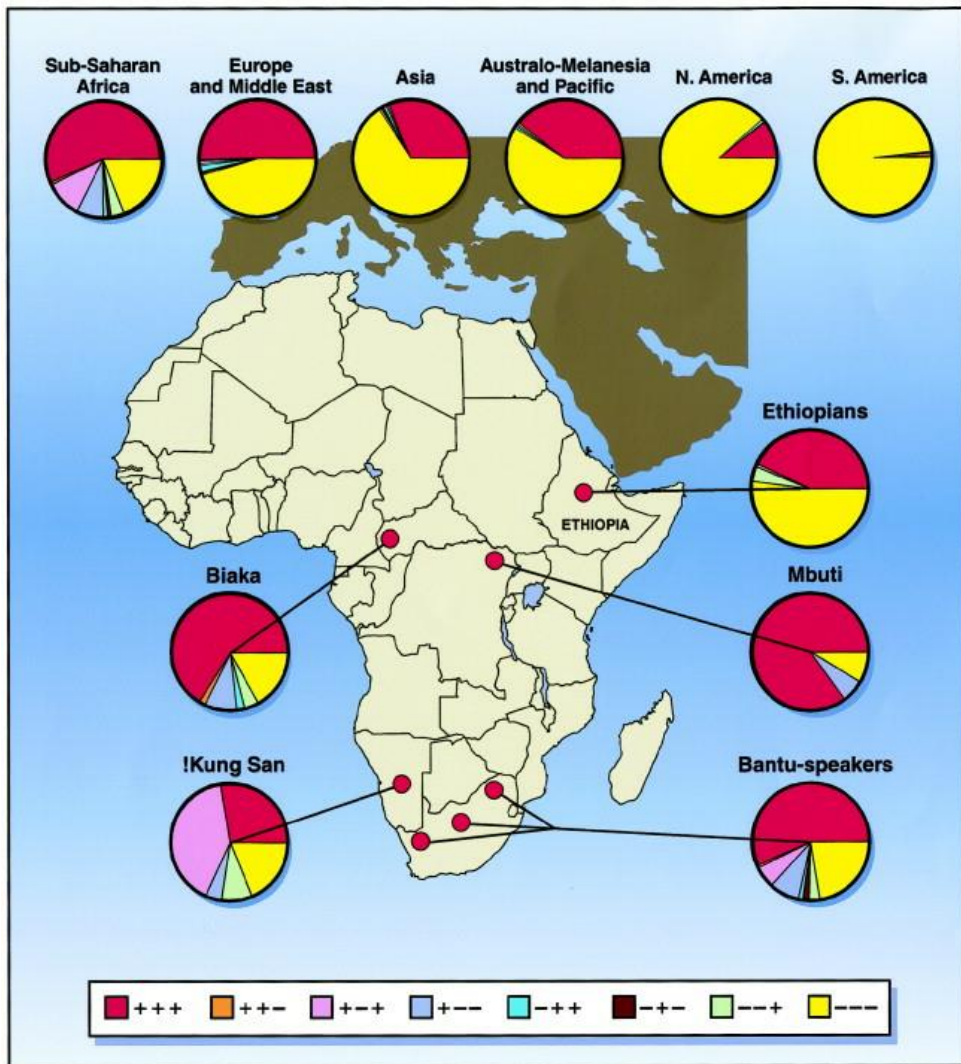 Sub-Saharan
Africa
Europe
and Middle East
Asia
Australo-Melanesia
and Pacific
N. America
S. America
Ethiopians
ETHIOPIA
Biaka
Mbuti
!Kung San
Bantu-speakers
+++ ++− +−+ +−− −++ −+− −−+ −−−